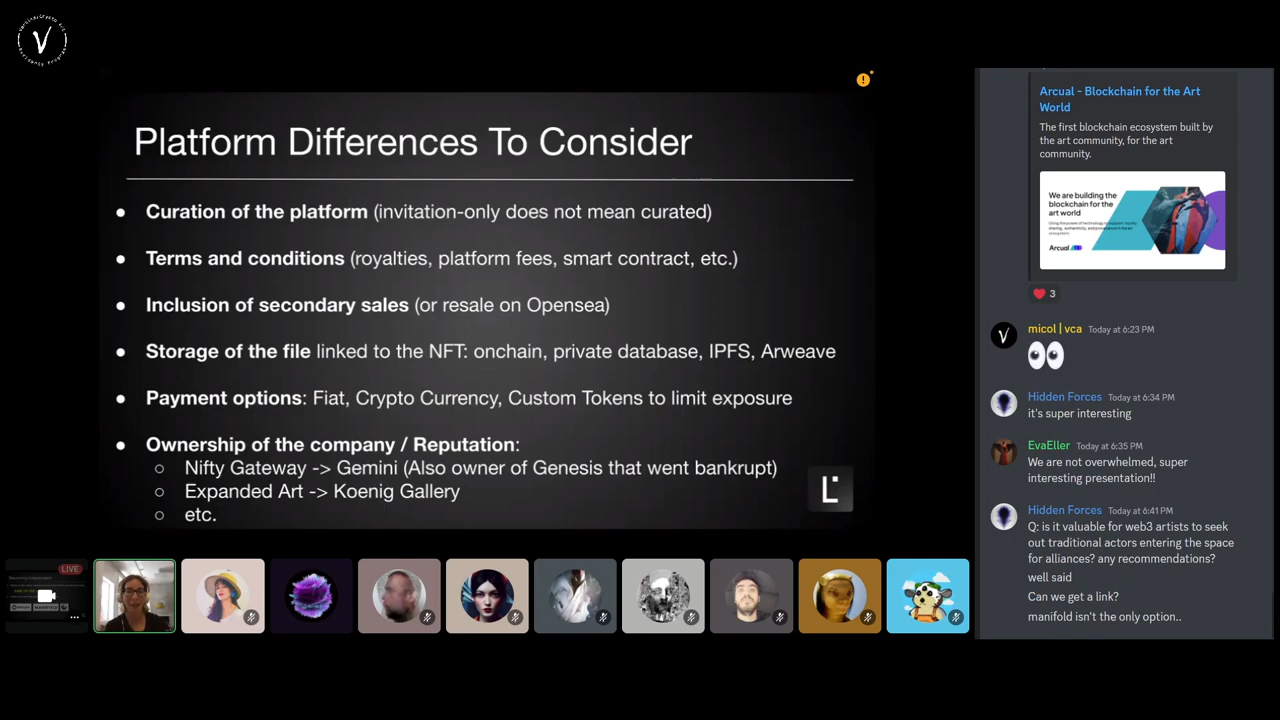 V
Platform Differences To Consider
● Curation of the platform (invitation-only does not mean curated)
● Terms and conditions (royalties, platform fees, smart contract, etc.)
● Inclusion of secondary sales (or resale on Opensea)
● Storage of the file linked to the NFT: onchain, private database, IPFS, Arweave
● Payment options: Fiat, Crypto Currency, Custom Tokens to limit exposure
● Ownership of the company / Reputation:
○ Nifty Gateway -> Gemini (Also owner of Genesis that went bankrupt)
○ Expanded Art -> Koenig Gallery
○ etc.
L
LIVE
Arcual - Blockchain for the Art
World
The first blockchain ecosystem built by
the art community, for the art
community.
We are building the
blockchain for the
art world
Arcual
3
micol | vca Today at 6:23 PM
Hidden Forces Today at 6:34 PM
it's super interesting
EvaEller Today at 6:35 PM
We are not overwhelmed, super
interesting presentation!!
Hidden Forces Today at 6:41 PM
Q: is it valuable for web3 artists to seek
out traditional actors entering the space
for alliances? any recommendations?
well said
Can we get a link?
manifold isn't the only option..